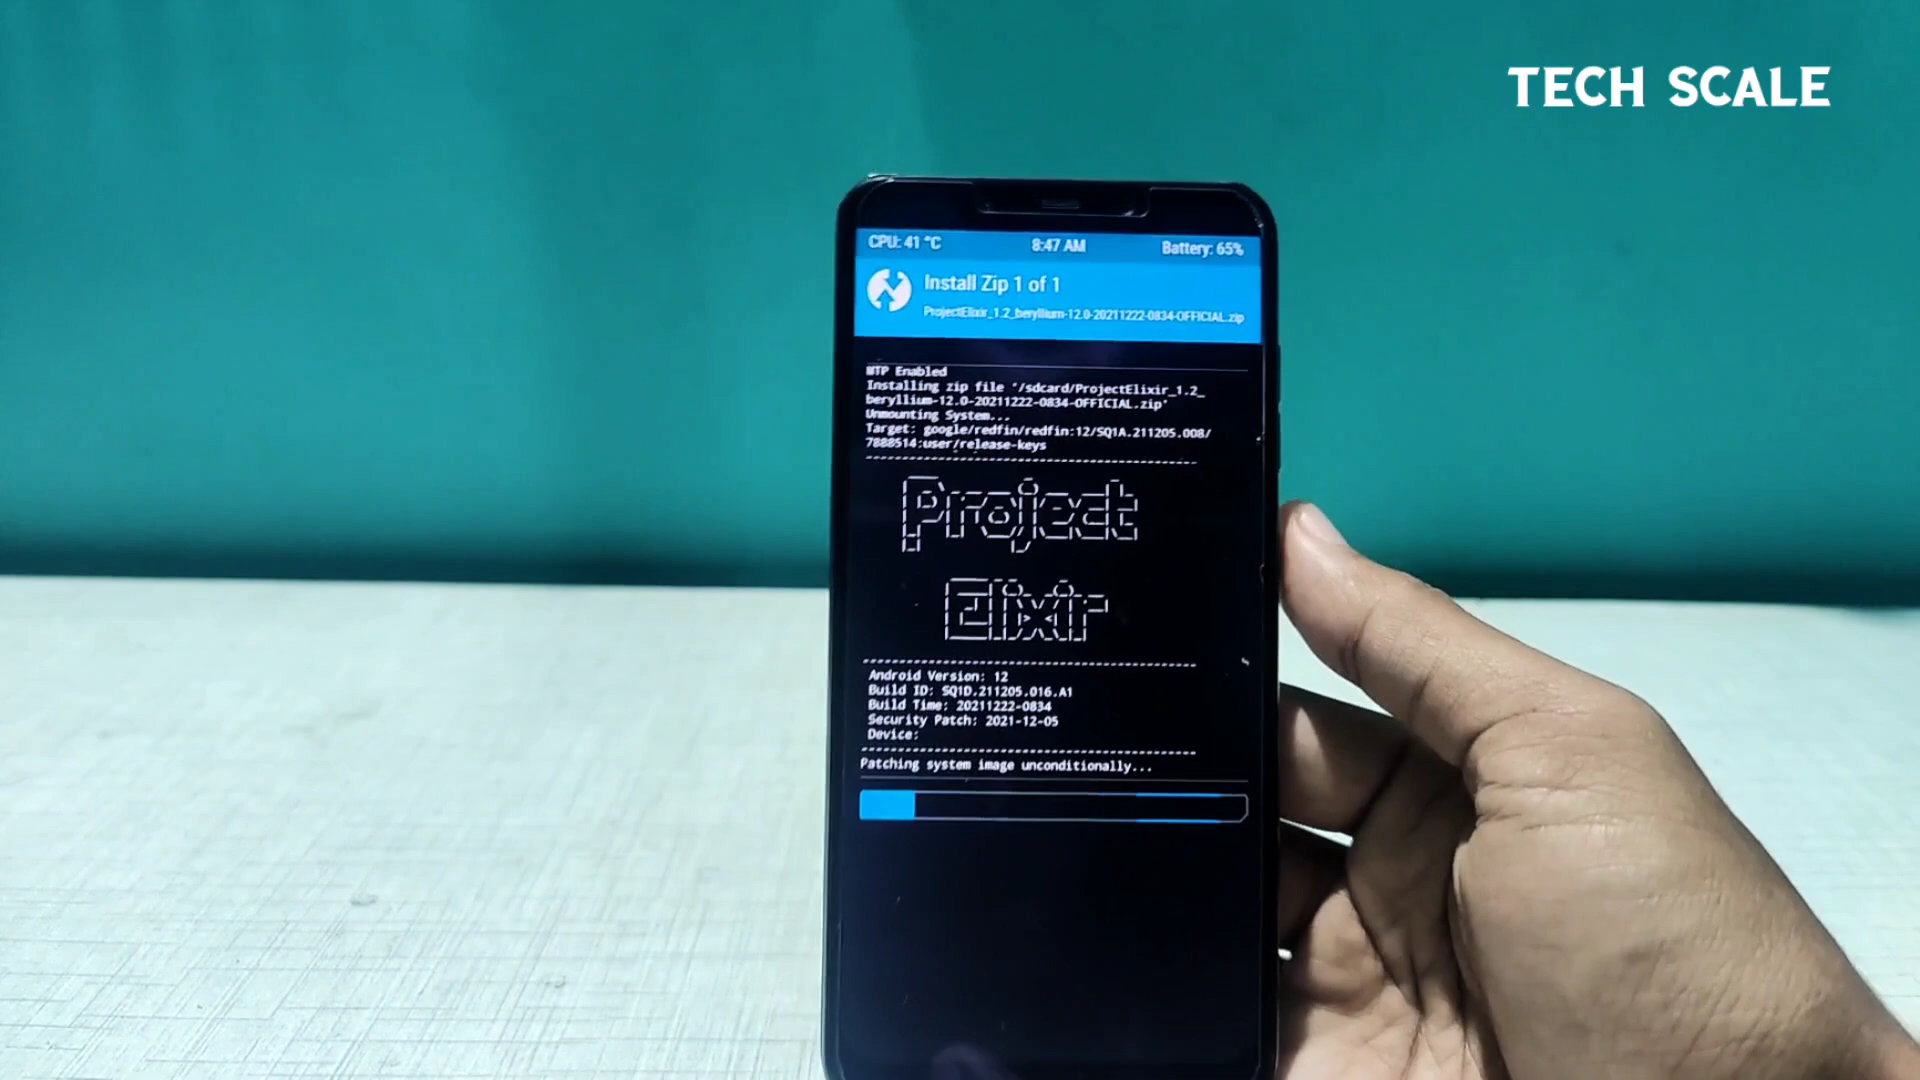 TECH SCALE
CPU: 41 °C 8:47 AM Battery: 65%
Install Zip 1 of 1
ProjectElixir_1.2_beryllium-12.0-20211222-0834-OFFICIAL.zip
MTP Enabled
Installing zip file '/sdcard/ProjectElixir_1.2_
beryllium-12.0-20211222-0834-OFFICIAL.zip'
Unmounting System...
Target: google/redfin/redfin:12/SQ1A.211205.008/
7888514:user/release-keys
Project
Elixir
Android Version: 12
Build ID: SQ1D.211205.016.A1
Build Time: 20211222-0834
Security Patch: 2021-12-05
Device:
Patching system image unconditionally...